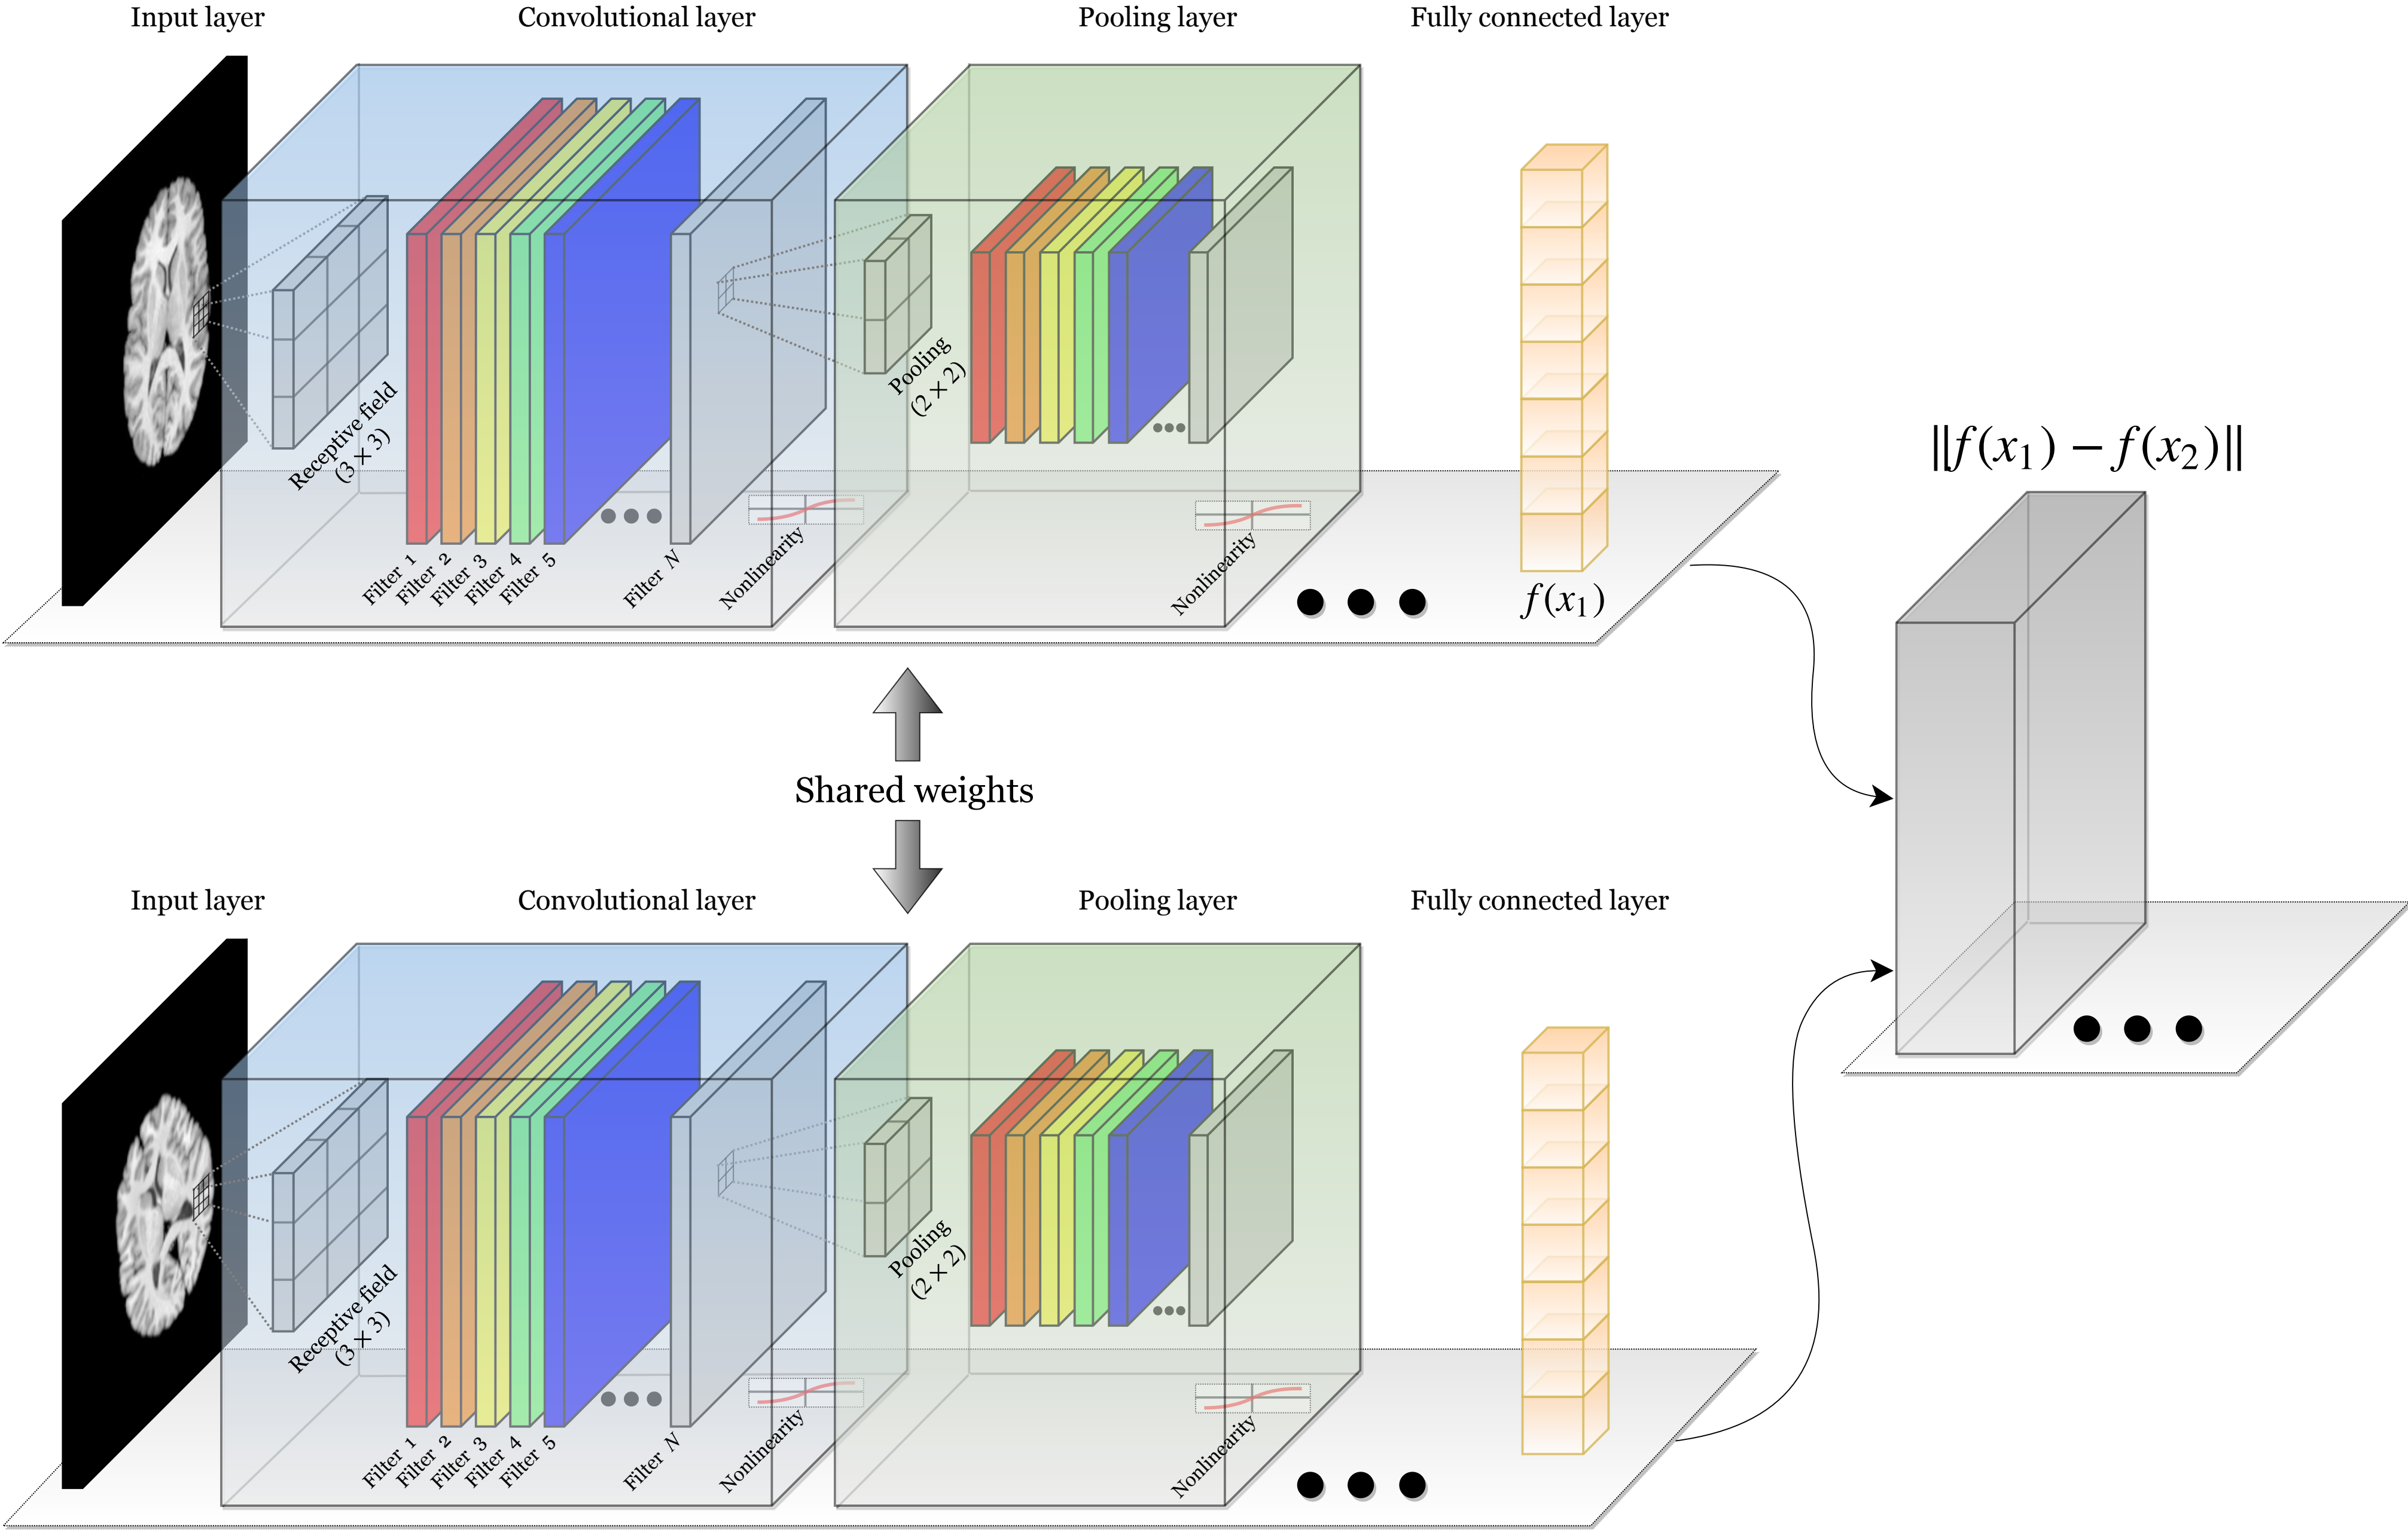 Input layer
Convolutional layer
Pooling layer
Fully connected layer
Receptive field
(3 × 3)
Filter 1
Filter 2
Filter 3
Filter 4
Filter 5
Filter N
Nonlinearity
Pooling
(2 × 2)
Nonlinearity
f(x₁)
‖f(x₁) − f(x₂)‖
Shared weights
Input layer
Convolutional layer
Pooling layer
Fully connected layer
Receptive field
(3 × 3)
Filter 1
Filter 2
Filter 3
Filter 4
Filter 5
Filter N
Nonlinearity
Pooling
(2 × 2)
Nonlinearity